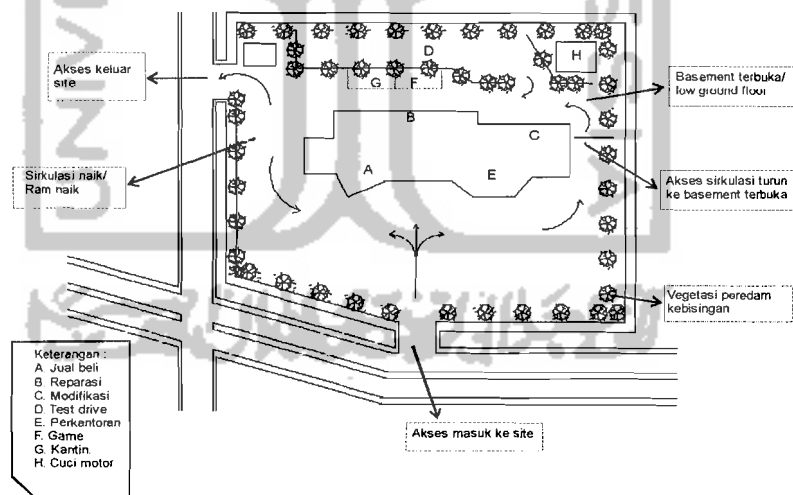 D
H
G F
B
C
A
E
Akses keluar
site
Sirkulasi naik/
Ram naik
Basement terbuka/
low ground floor
Akses sirkulasi turun
ke basement terbuka
Vegetasi peredam
kebisingan
Akses masuk ke site
Keterangan :
A. Jual beli
B. Reparasi
C. Modifikasi
D. Test drive
E. Perkantoran
F. Game
G. Kantin.
H. Cuci motor